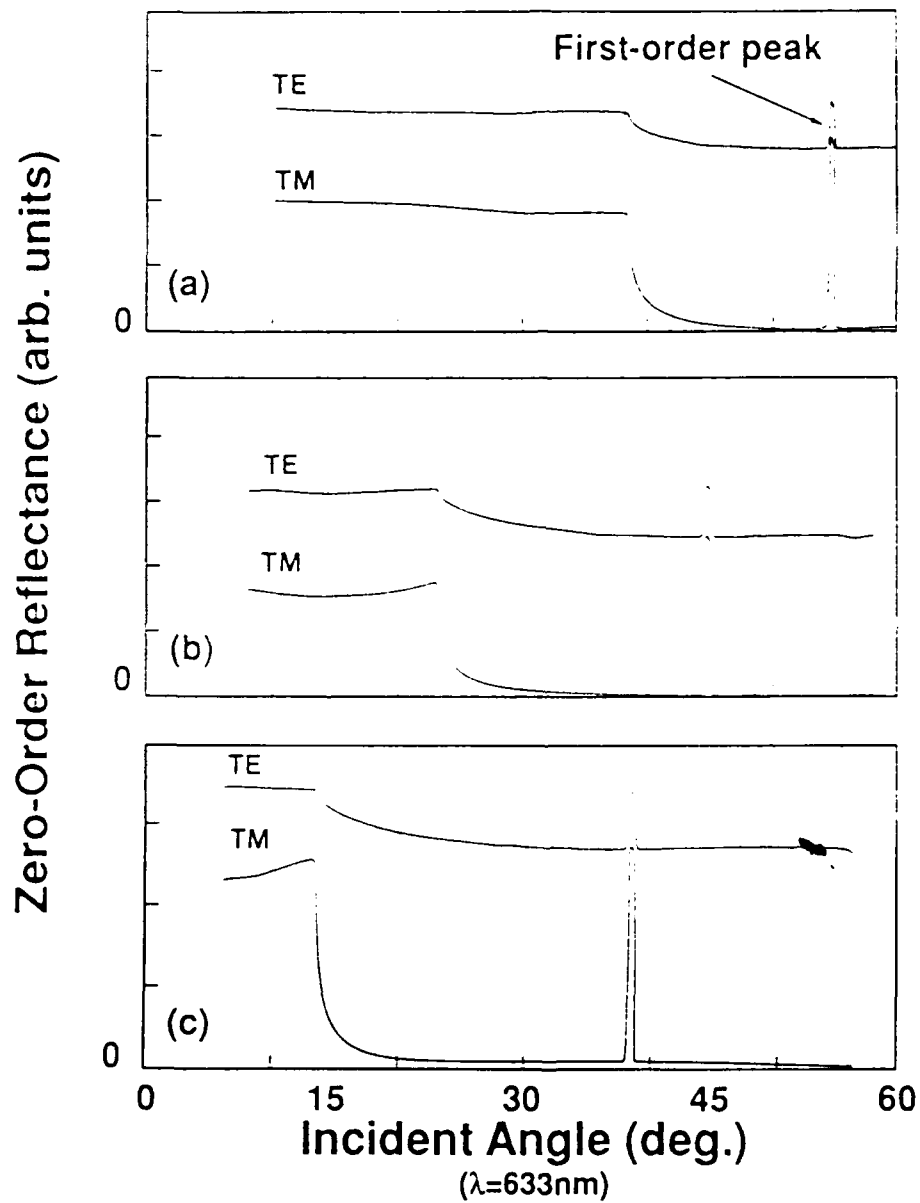 Zero-Order Reflectance (arb. units)
First-order peak
TE
TM
(a)
0
TE
TM
(b)
0
TE
TM
(c)
0
0 15 30 45 60
Incident Angle (deg.)
(λ=633nm)